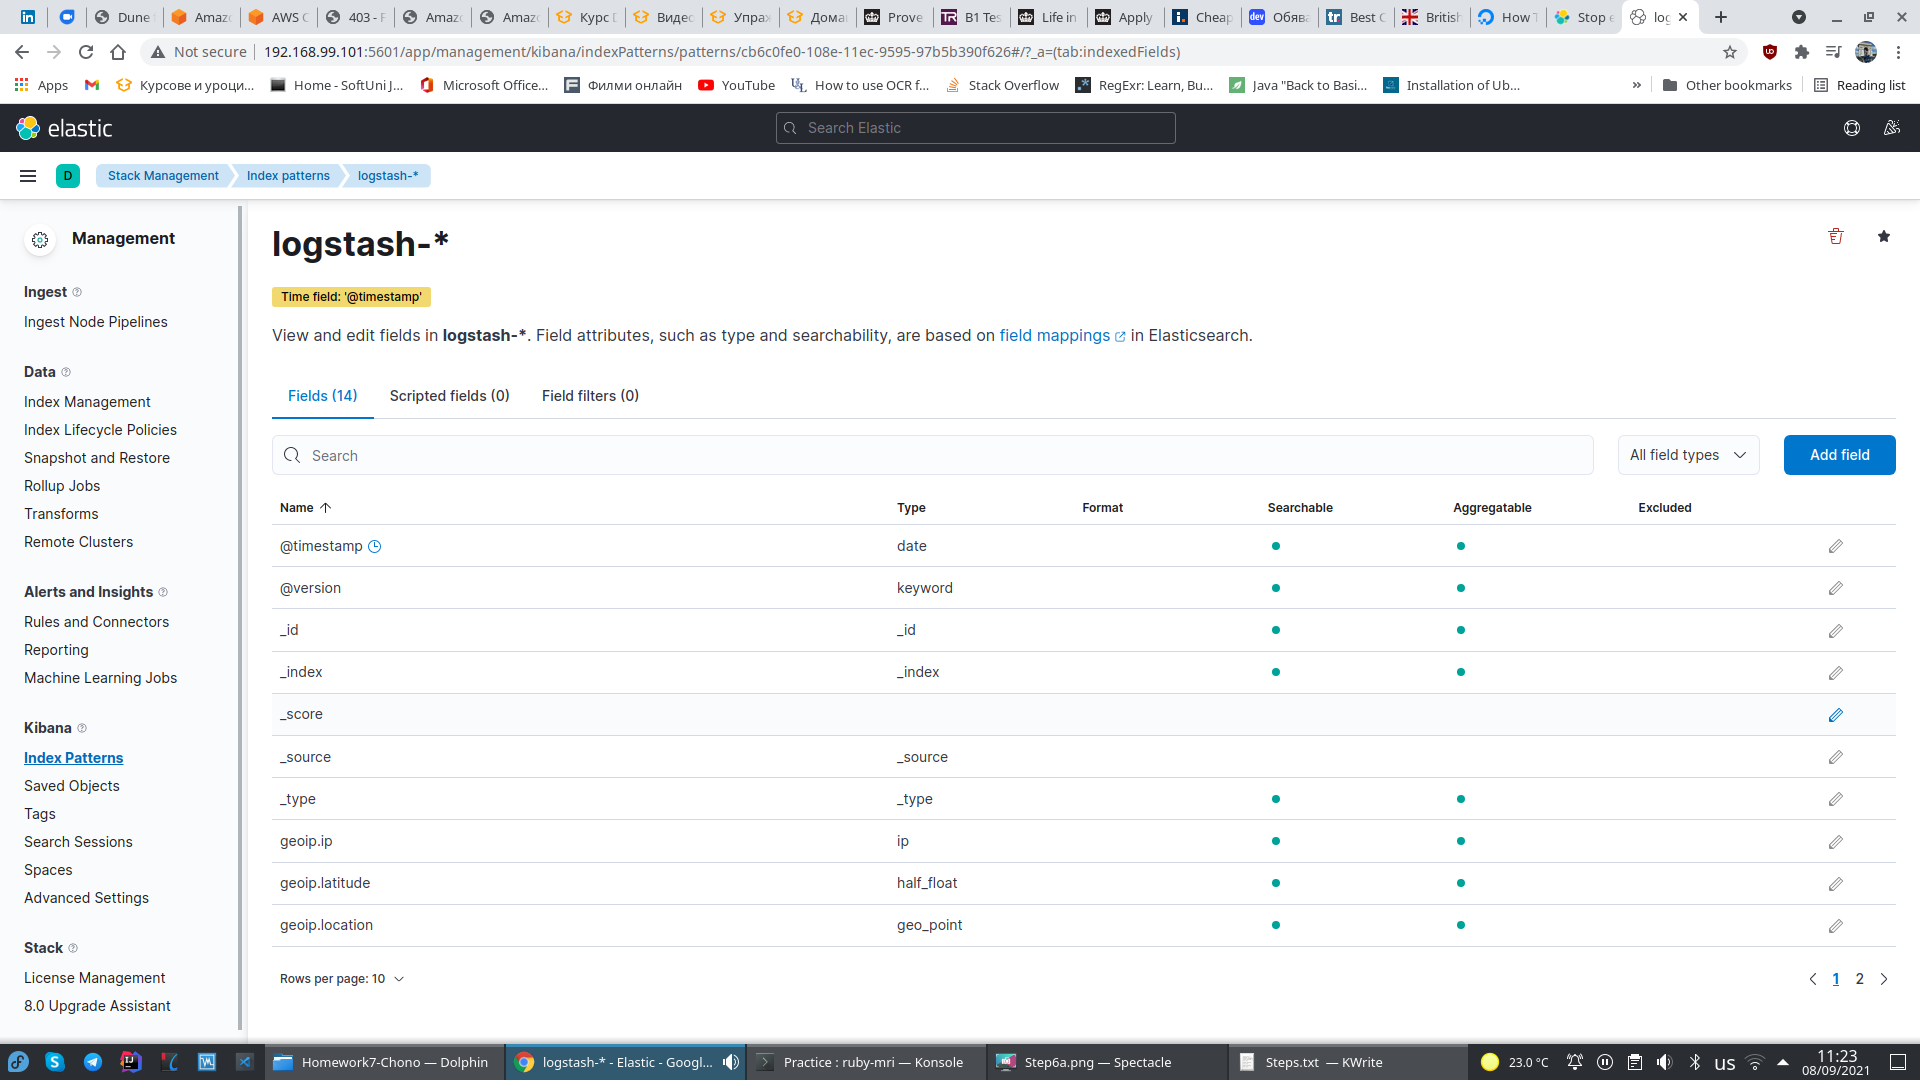 Dune
Amazo
AWS C
403 - F
Amazo
Amazo
Курс D
Видео
Упраж
Дома
Prove
B1 Tes
Life in
Apply
Cheap
Обява
Best C
British
How T
Stop e
log
Not secure
192.168.99.101:5601/app/management/kibana/indexPatterns/patterns/cb6c0fe0-108e-11ec-9595-97b5b390f626#/?_a=(tab:indexedFields)
Apps
Курсове и уроци...
Home - SoftUni J...
Microsoft Office...
Филми онлайн
YouTube
How to use OCR f...
Stack Overflow
RegExr: Learn, Bu...
Java "Back to Basi...
Installation of Ub...
»
Other bookmarks
Reading list
elastic
Search Elastic
D
Stack Management
Index patterns
logstash-*
Management
Ingest
Ingest Node Pipelines
Data
Index Management
Index Lifecycle Policies
Snapshot and Restore
Rollup Jobs
Transforms
Remote Clusters
Alerts and Insights
Rules and Connectors
Reporting
Machine Learning Jobs
Kibana
Index Patterns
Saved Objects
Tags
Search Sessions
Spaces
Advanced Settings
Stack
License Management
8.0 Upgrade Assistant
logstash-*
Time field: '@timestamp'
View and edit fields in logstash-*. Field attributes, such as type and searchability, are based on field mappings in Elasticsearch.
Fields (14)
Scripted fields (0)
Field filters (0)
Search
All field types
Add field
Name Type Format Searchable Aggregatable Excluded
@timestamp date
@version keyword
_id _id
_index _index
_score
_source _source
_type _type
geoip.ip ip
geoip.latitude half_float
geoip.location geo_point
Rows per page: 10
1 2
Homework7-Chono — Dolphin
logstash-* - Elastic - Googl...
Practice : ruby-mri — Konsole
Step6a.png — Spectacle
Steps.txt — KWrite
23.0 °C
us
11:23
08/09/2021